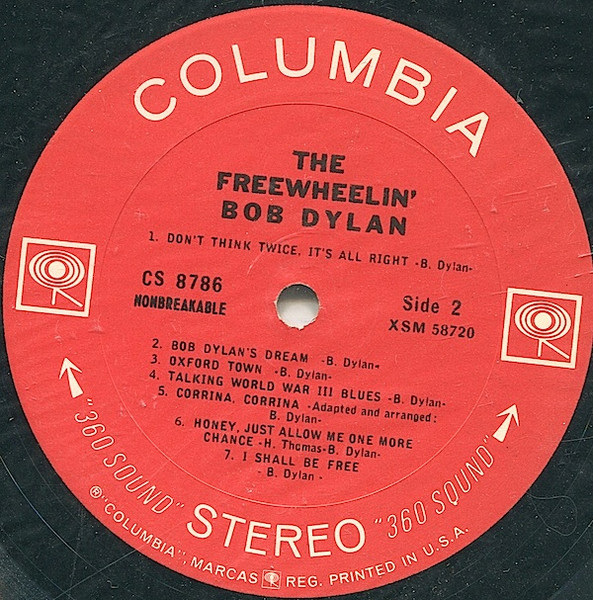 COLUMBIA
THE
FREEWHEELIN'
BOB DYLAN
1. DON'T THINK TWICE, IT'S ALL RIGHT -B. Dylan-
CS 8786
NONBREAKABLE
Side 2
XSM 58720
2. BOB DYLAN'S DREAM -B. Dylan-
3. OXFORD TOWN -B. Dylan-
4. TALKING WORLD WAR III BLUES -B. Dylan-
5. CORRINA, CORRINA -Adapted and arranged:
B. Dylan-
6. HONEY, JUST ALLOW ME ONE MORE
CHANCE -H. Thomas-B. Dylan-
7. I SHALL BE FREE
-B. Dylan-
"360 SOUND" STEREO "360 SOUND"
® "COLUMBIA", MARCAS REG. PRINTED IN U.S.A.